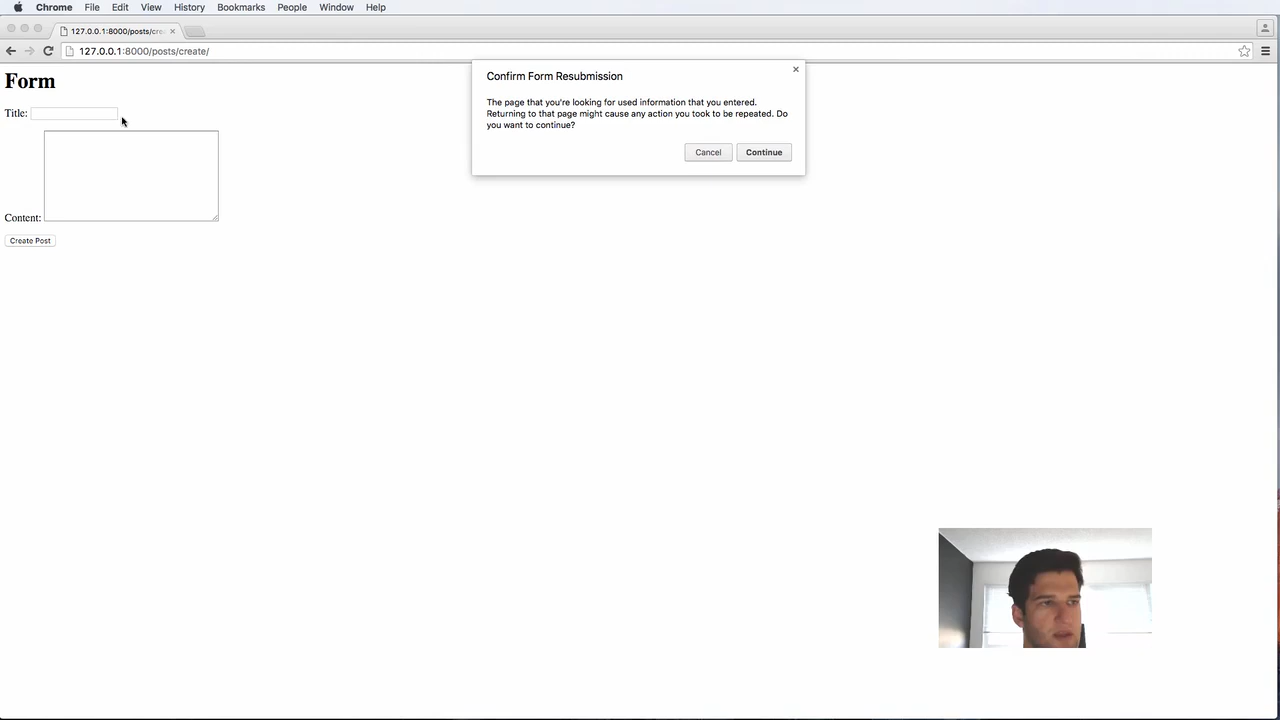 Chrome File Edit View History Bookmarks People Window Help
127.0.0.1:8000/posts/cre
127.0.0.1:8000/posts/create/
Form
Title:
Content:
Create Post
Confirm Form Resubmission
The page that you're looking for used information that you entered.
Returning to that page might cause any action you took to be repeated. Do
you want to continue?
Cancel Continue